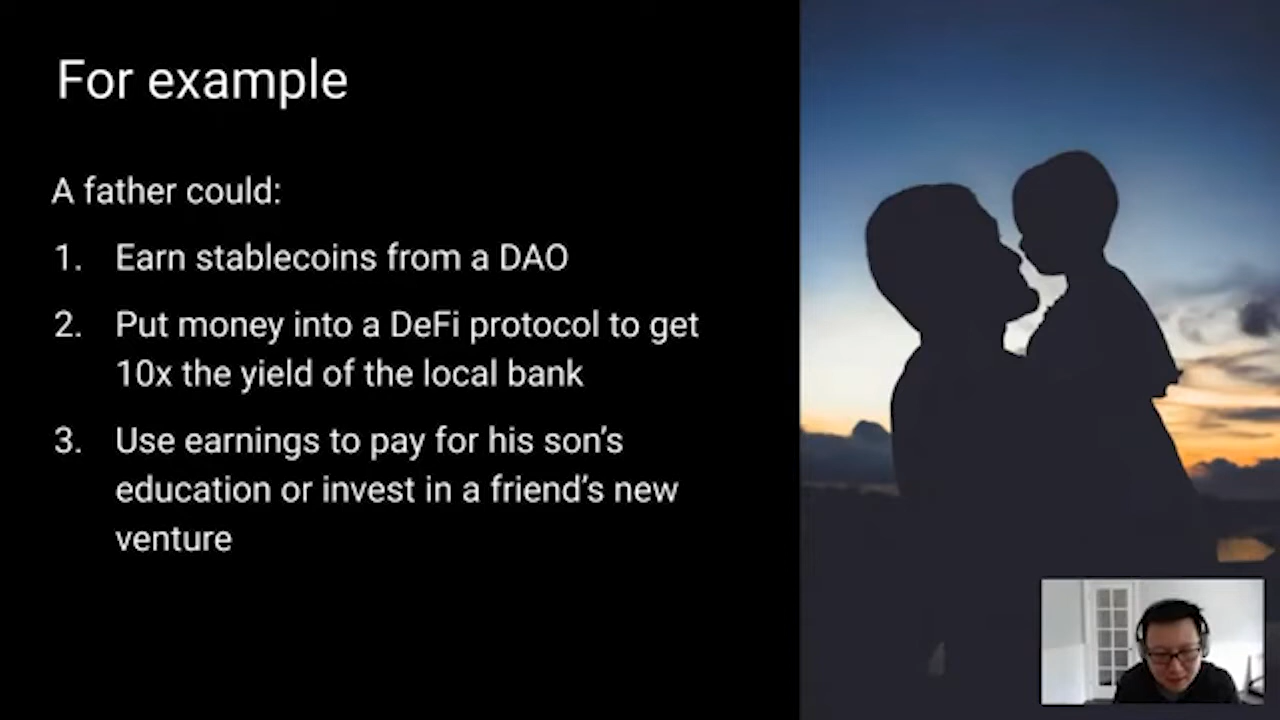 For example
A father could:
1. Earn stablecoins from a DAO
2. Put money into a DeFi protocol to get
10x the yield of the local bank
3. Use earnings to pay for his son’s
education or invest in a friend’s new
venture